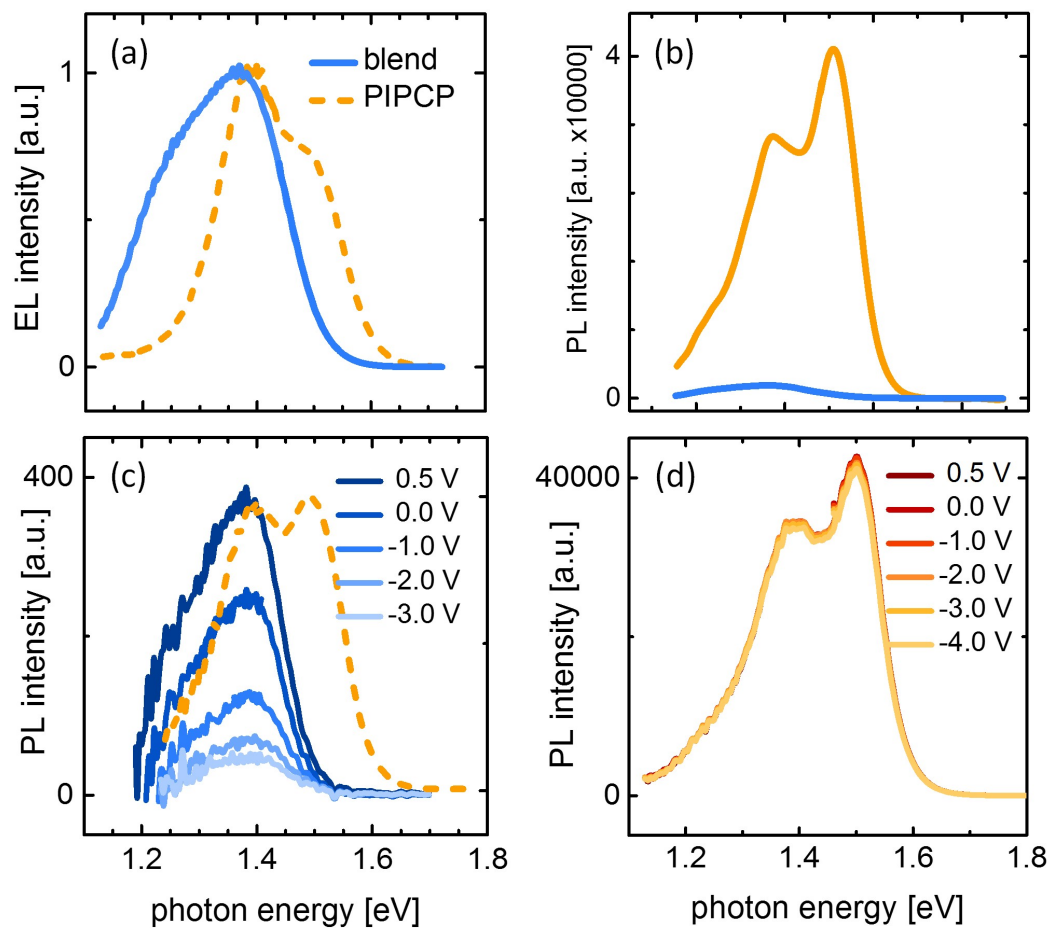 (a)
blend
PIPCP
1
0
EL intensity [a.u.]
(b)
4
0
PL intensity [a.u. x10000]
(c)
400
0
PL intensity [a.u.]
0.5 V
0.0 V
-1.0 V
-2.0 V
-3.0 V
1.2 1.4 1.6 1.8
photon energy [eV]
(d)
40000
0
PL intensity [a.u.]
0.5 V
0.0 V
-1.0 V
-2.0 V
-3.0 V
-4.0 V
1.2 1.4 1.6 1.8
photon energy [eV]